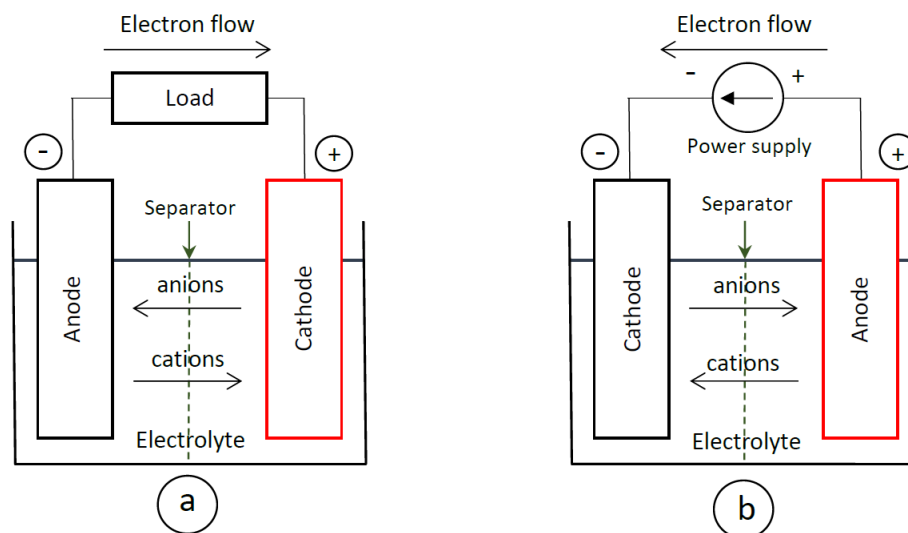 Electron flow
Load
-
+
Separator
Anode
anions
Cathode
cations
Electrolyte
a
Electron flow
-
+
Power supply
-
+
Separator
Cathode
anions
Anode
cations
Electrolyte
b